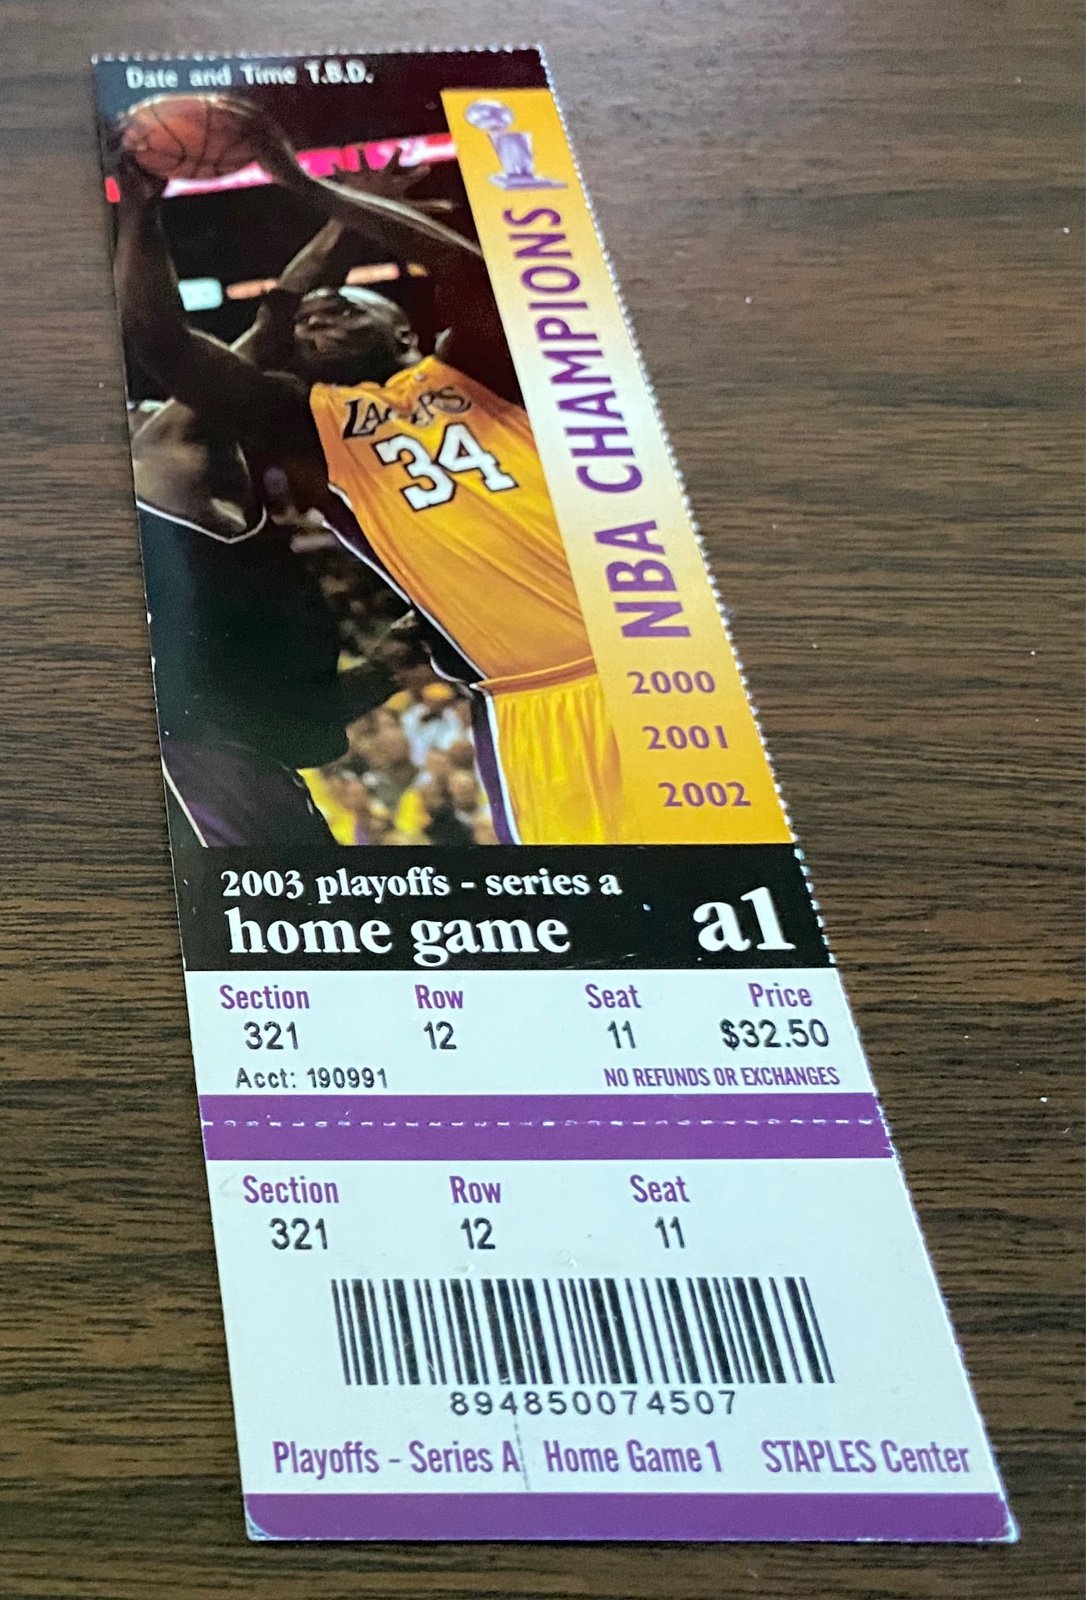 Date and Time T.B.D.
NBA CHAMPIONS
2000
2001
2002
LAKERS
34
2003 playoffs - series a
home game a1
Section Row Seat Price
321 12 11 $32.50
Acct: 190991 NO REFUNDS OR EXCHANGES
Section Row Seat
321 12 11
894850074507
Playoffs - Series A Home Game 1 STAPLES Center